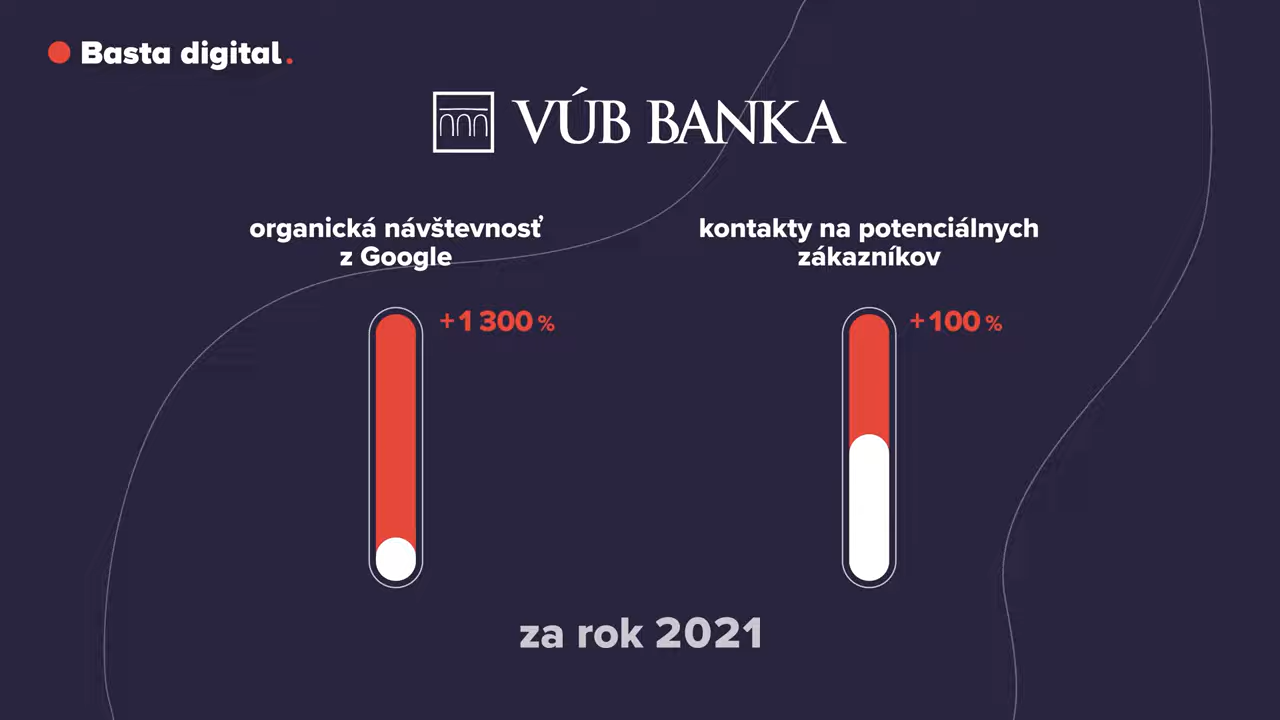 Basta digital.
VÚB BANKA
organická návštevnosť
z Google
kontakty na potenciálnych
zákazníkov
+1 300 %
+100 %
za rok 2021